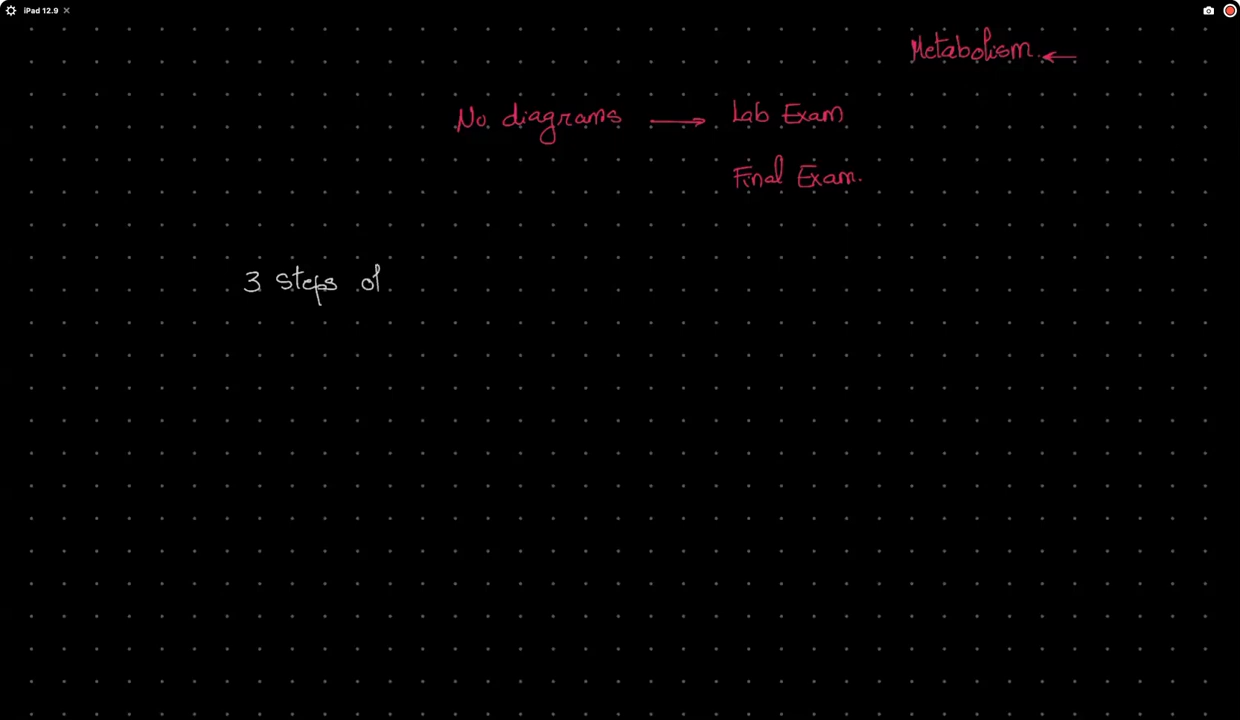 iPad 12.9
Metabolism ←
No diagrams → Lab Exam
Final Exam.
3 steps of